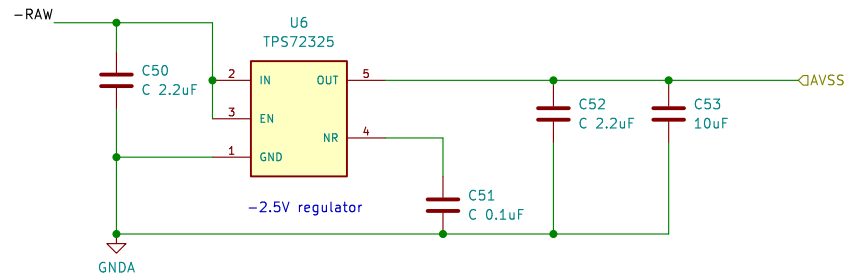 -RAW
U6
TPS72325
C50
C 2.2uF
2
IN
OUT
5
AVSS
3
EN
C52
C 2.2uF
C53
10uF
NR
4
1
GND
-2.5V regulator
C51
C 0.1uF
GNDA